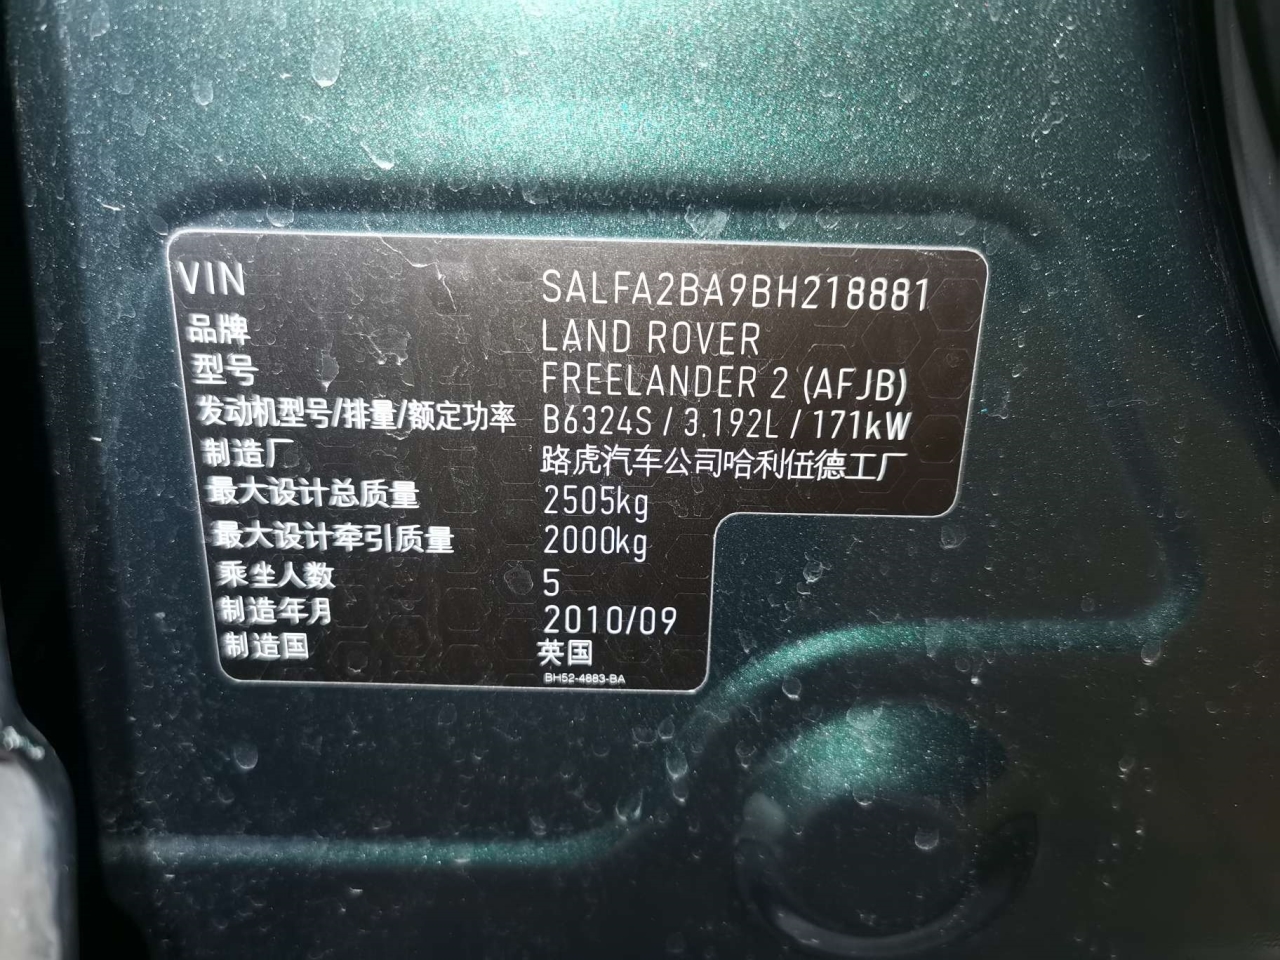 VIN SALFA2BA9BH218881
品牌 LAND ROVER
型号 FREELANDER 2 (AFJB)
发动机型号/排量/额定功率 B6324S / 3.192L / 171kW
制造厂 路虎汽车公司哈利伍德工厂
最大设计总质量 2505kg
最大设计牵引质量 2000kg
乘坐人数 5
制造年月 2010/09
制造国 英国
BH52-4883-BA